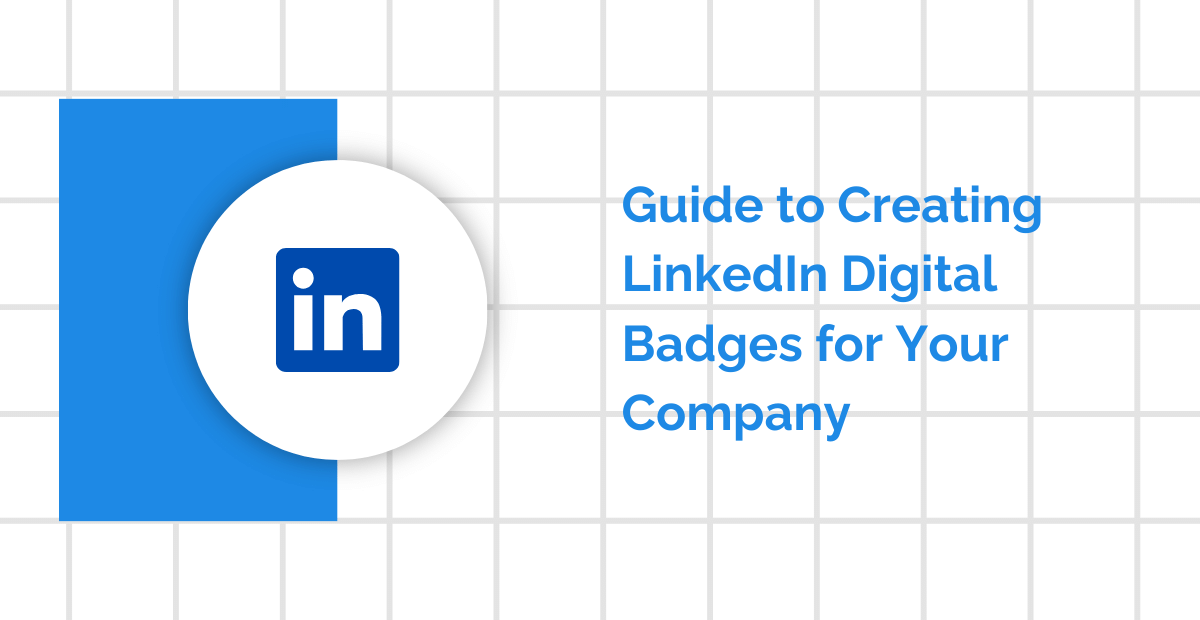 in
Guide to Creating
LinkedIn Digital
Badges for Your
Company